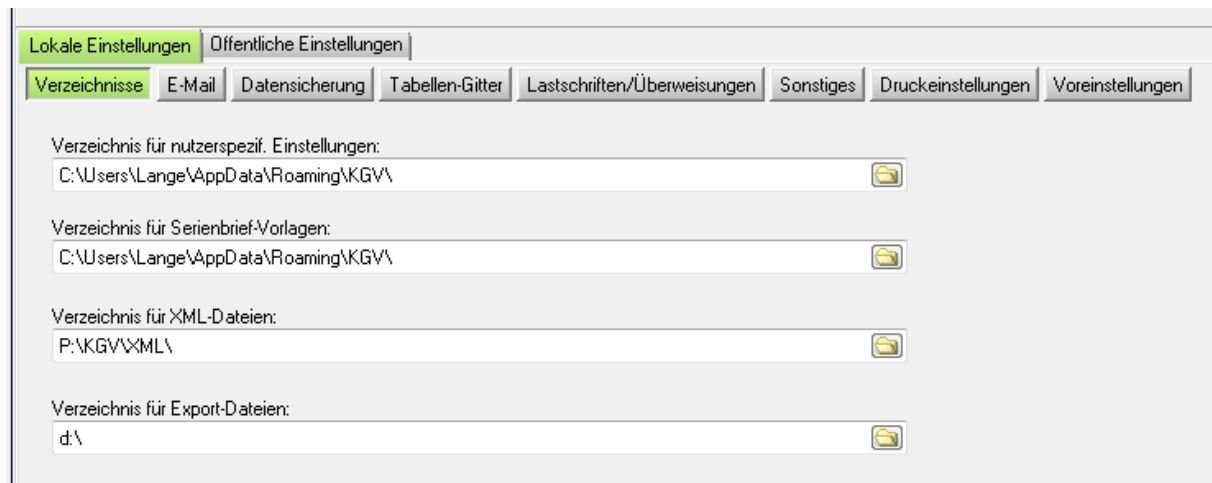 Lokale Einstellungen Öffentliche Einstellungen
Verzeichnisse E-Mail Datensicherung Tabellen-Gitter Lastschriften/Überweisungen Sonstiges Druckeinstellungen Voreinstellungen
Verzeichnis für nutzerspezif. Einstellungen:
C:\Users\Lange\AppData\Roaming\KGV\
Verzeichnis für Serienbrief-Vorlagen:
C:\Users\Lange\AppData\Roaming\KGV\
Verzeichnis für XML-Dateien:
P:\KGV\XML\
Verzeichnis für Export-Dateien:
d:\